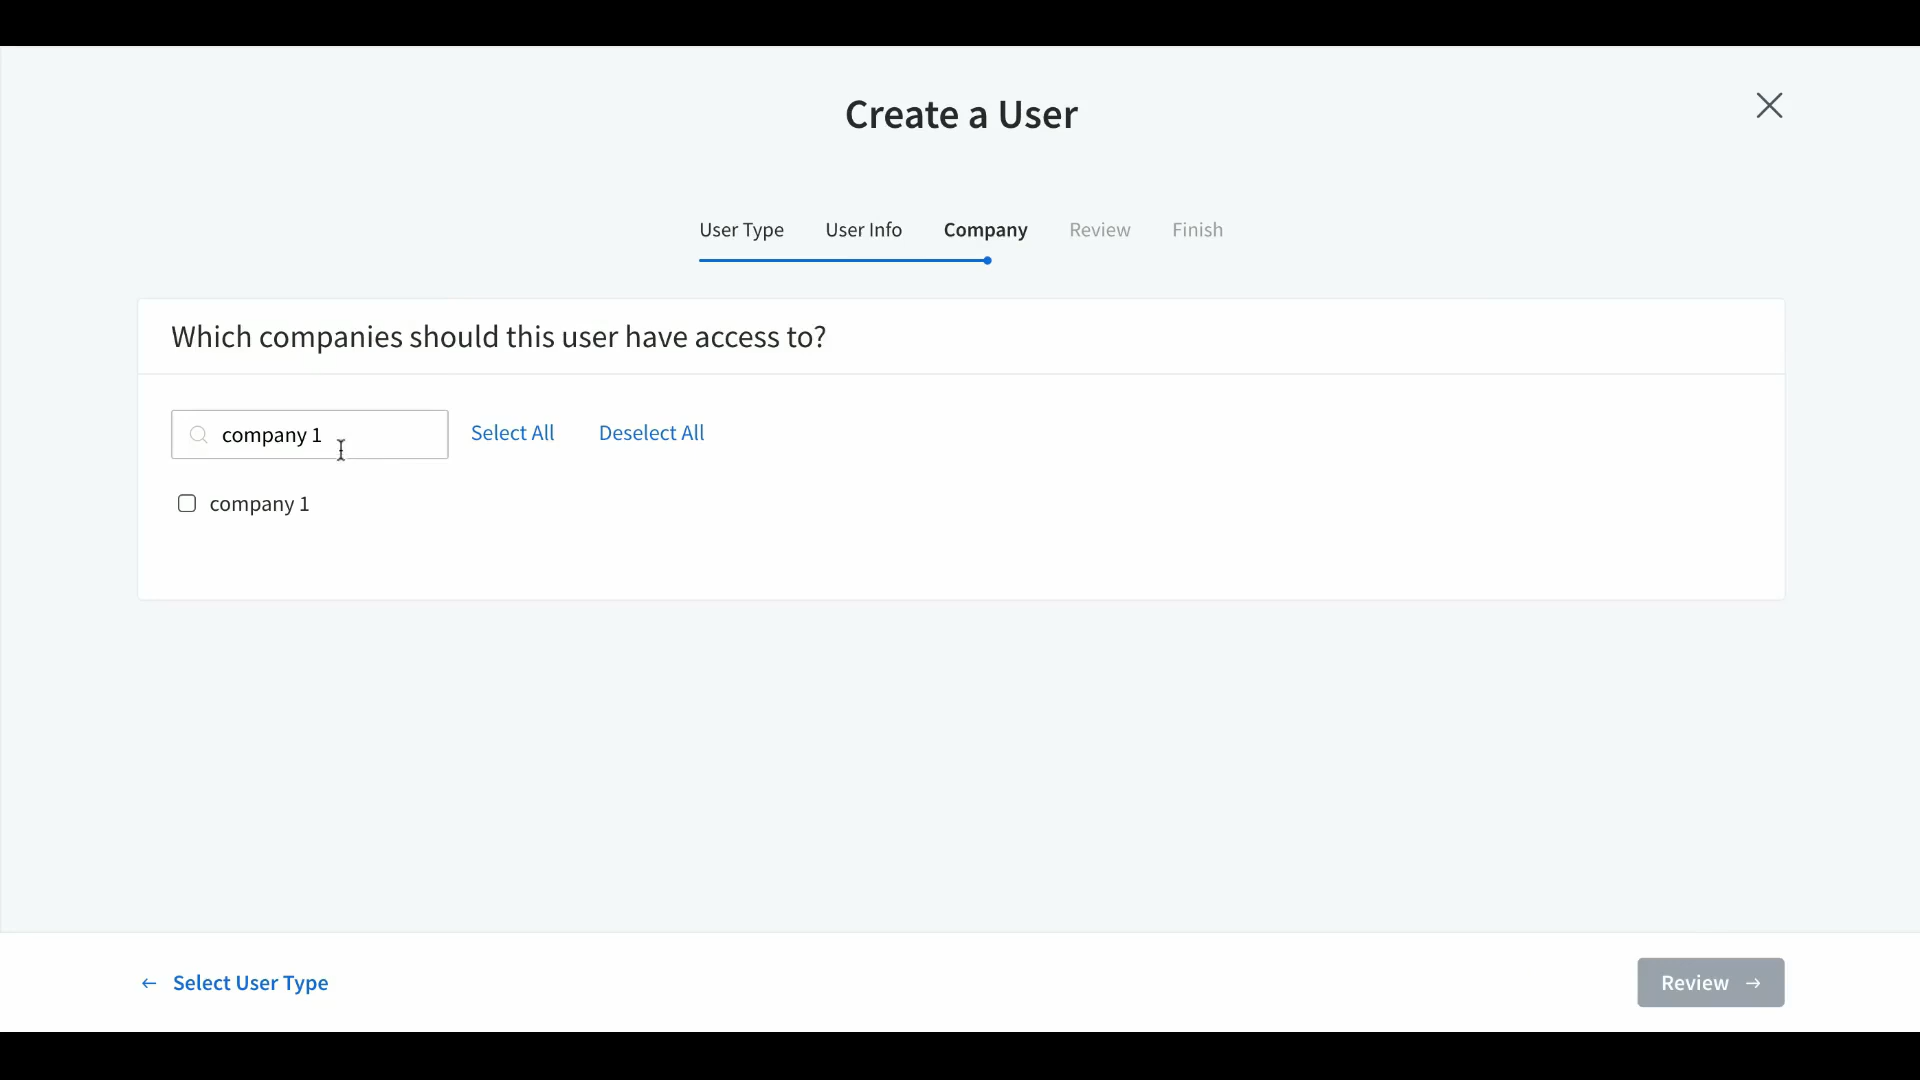 Create a User
User Type User Info Company Review Finish
Which companies should this user have access to?
company 1 Select All Deselect All
company 1
← Select User Type Review →